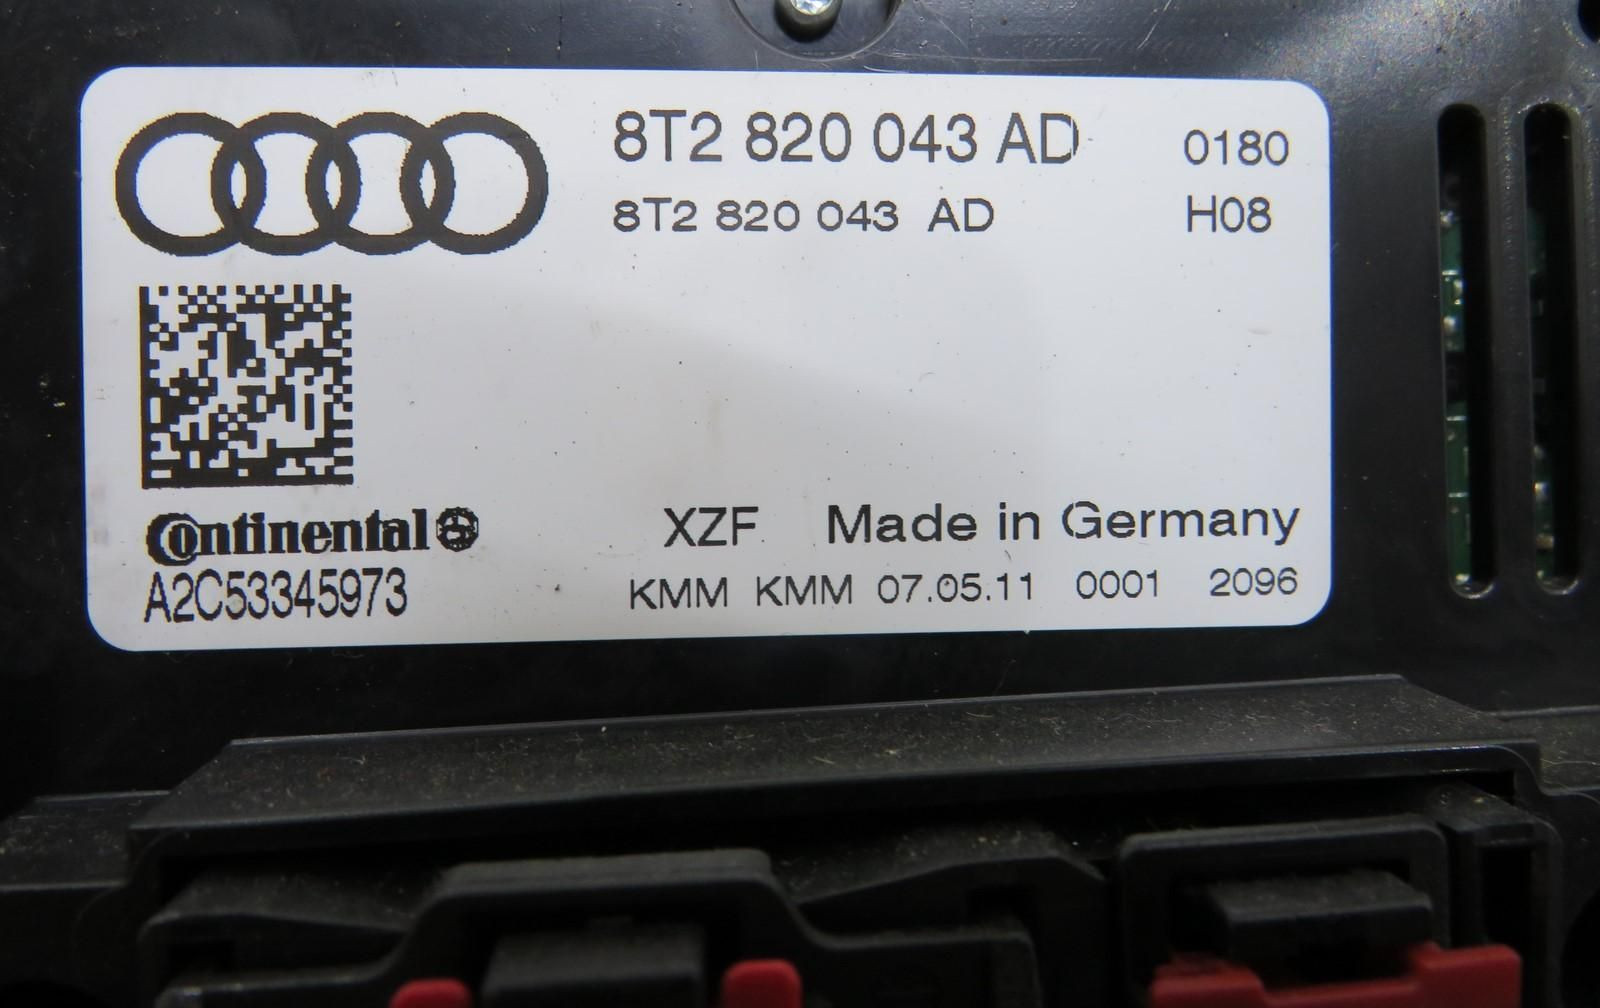 8T2 820 043 AD 0180
8T2 820 043 AD H08
Continental
A2C53345973
XZF Made in Germany
KMM KMM 07.05.11 0001 2096